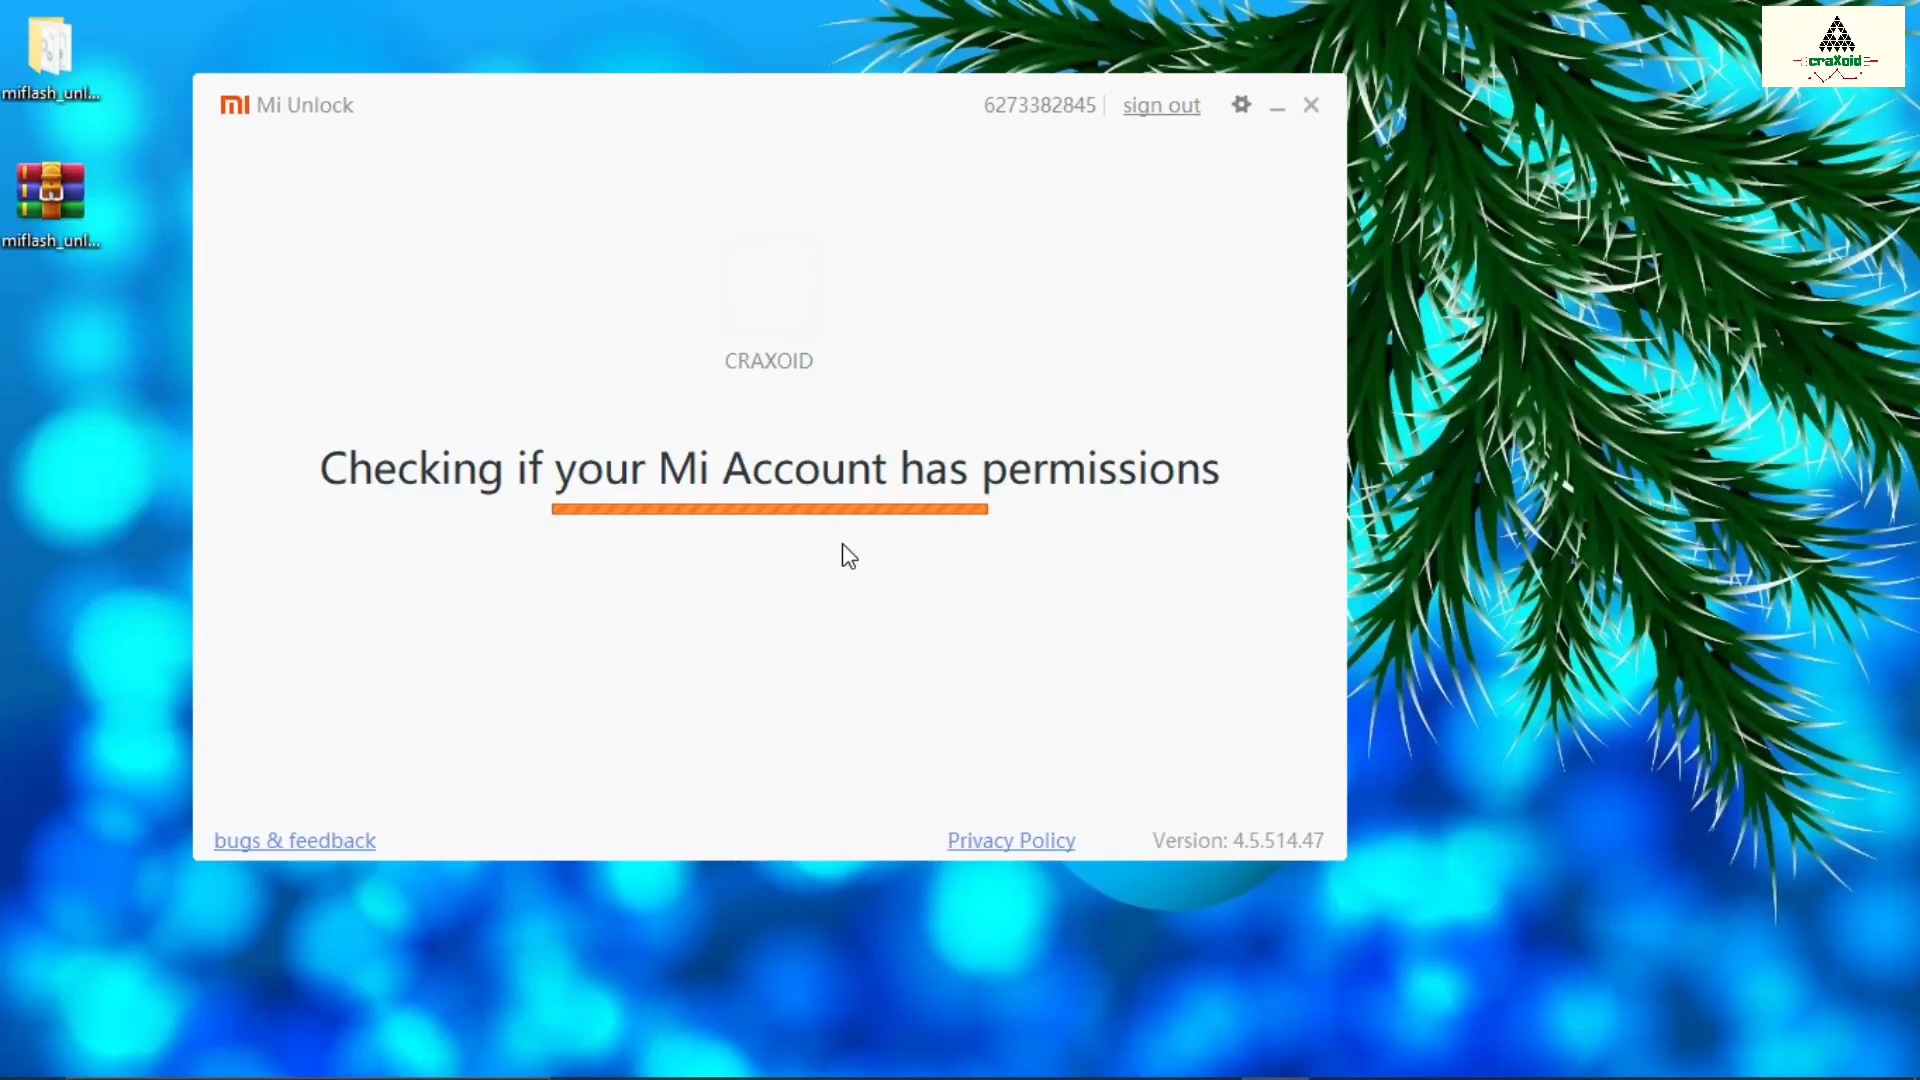 miflash_unl...
miflash_unl...
Mi Unlock
6273382845
sign out
CRAXOID
Checking if your Mi Account has permissions
bugs & feedback
Privacy Policy
Version: 4.5.514.47
craXoid